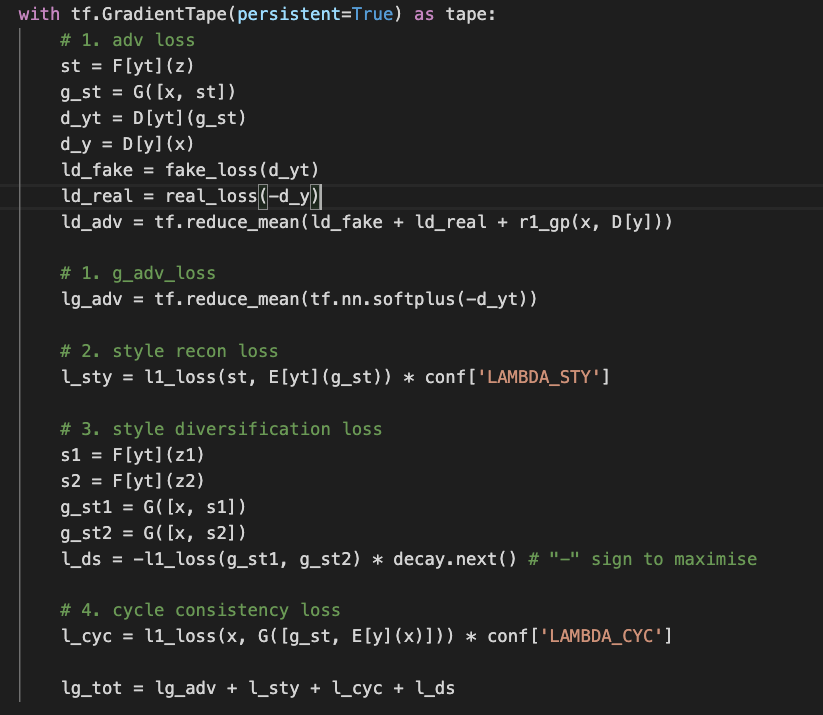 with tf.GradientTape(persistent=True) as tape:
# 1. adv loss
st = F[yt](z)
g_st = G([x, st])
d_yt = D[yt](g_st)
d_y = D[y](x)
ld_fake = fake_loss(d_yt)
ld_real = real_loss(-d_y)
ld_adv = tf.reduce_mean(ld_fake + ld_real + r1_gp(x, D[y]))
# 1. g_adv_loss
lg_adv = tf.reduce_mean(tf.nn.softplus(-d_yt))
# 2. style recon loss
l_sty = l1_loss(st, E[yt](g_st)) * conf['LAMBDA_STY']
# 3. style diversification loss
s1 = F[yt](z1)
s2 = F[yt](z2)
g_st1 = G([x, s1])
g_st2 = G([x, s2])
l_ds = -l1_loss(g_st1, g_st2) * decay.next() # "-" sign to maximise
# 4. cycle consistency loss
l_cyc = l1_loss(x, G([g_st, E[y](x)])) * conf['LAMBDA_CYC']
lg_tot = lg_adv + l_sty + l_cyc + l_ds